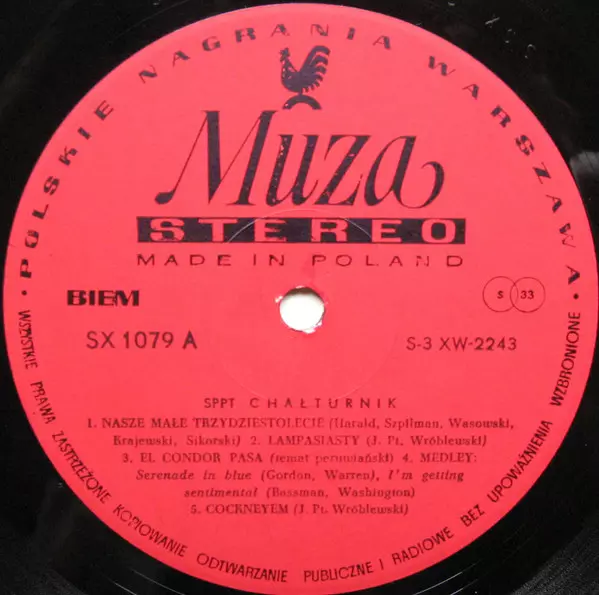 • POLSKIE NAGRANIA WARSZAWA •
Muza
STEREO
MADE IN POLAND
BIEM
S 33
SX 1079 A
S-3 XW-2243
SPPT CHAŁTURNIK
1. NASZE MAŁE TRZYDZIESTOLECIE (Harald, Szpilman, Wasowski,
Krajewski, Sikorski) 2. LAMPASIASTY (J. Pt. Wróblewski)
3. EL CONDOR PASA (temat peruwiański) 4. MEDLEY:
Serenade in blue (Gordon, Warren), I'm getting
sentimental (Bassman, Washington)
5. COCKNEYEM (J. Pt. Wróblewski)
WSZYSTKIE PRAWA ZASTRZEŻONE KOPIOWANIE ODTWARZANIE PUBLICZNE I RADIOWE BEZ UPOWAŻNIENIA WZBRONIONE